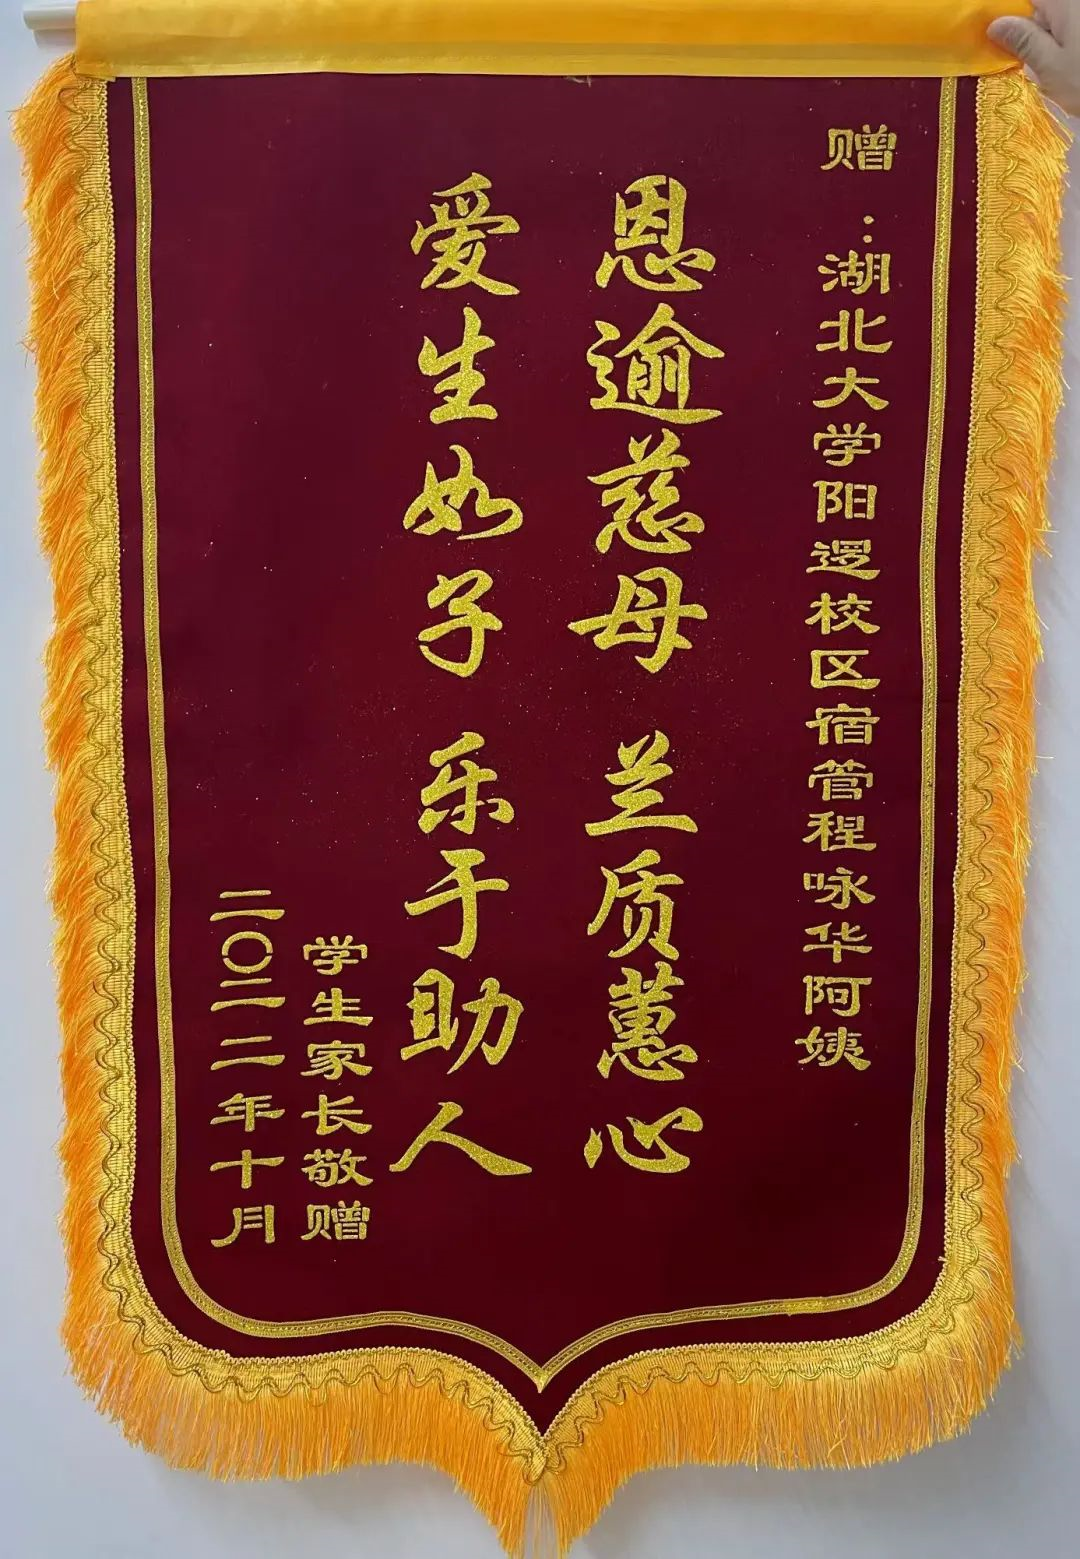 赠：湖北大学阳逻校区宿管程咏华阿姨
恩逾慈母 兰质蕙心
爱生如子 乐于助人
学生家长敬赠
二〇二二年十月